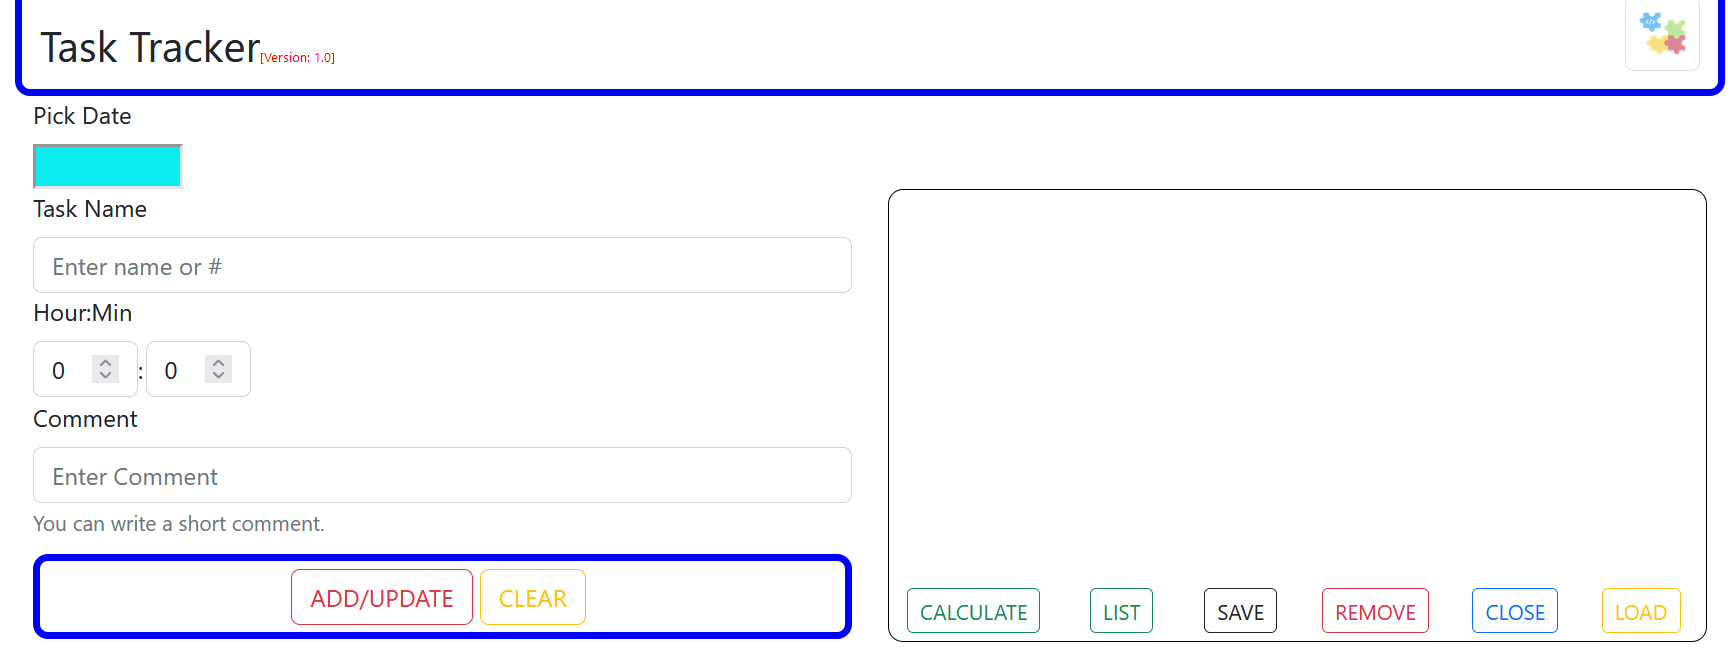 Task Tracker[Version: 1.0]
Pick Date
Task Name
Enter name or #
Hour:Min
0 : 0
Comment
Enter Comment
You can write a short comment.
ADD/UPDATE CLEAR
CALCULATE LIST SAVE REMOVE CLOSE LOAD